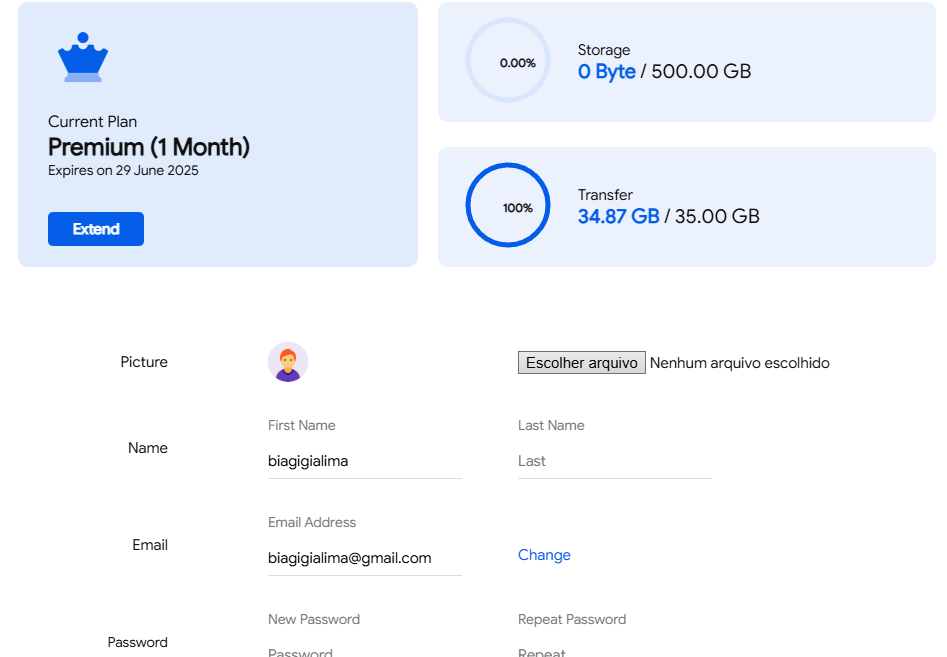 Current Plan
Premium (1 Month)
Expires on 29 June 2025
Extend
0.00%
Storage
0 Byte / 500.00 GB
100%
Transfer
34.87 GB / 35.00 GB
Picture
Escolher arquivo Nenhum arquivo escolhido
Name
First Name
Last Name
biagigialima
Last
Email
Email Address
biagigialima@gmail.com
Change
Password
New Password
Repeat Password
Password
Repeat